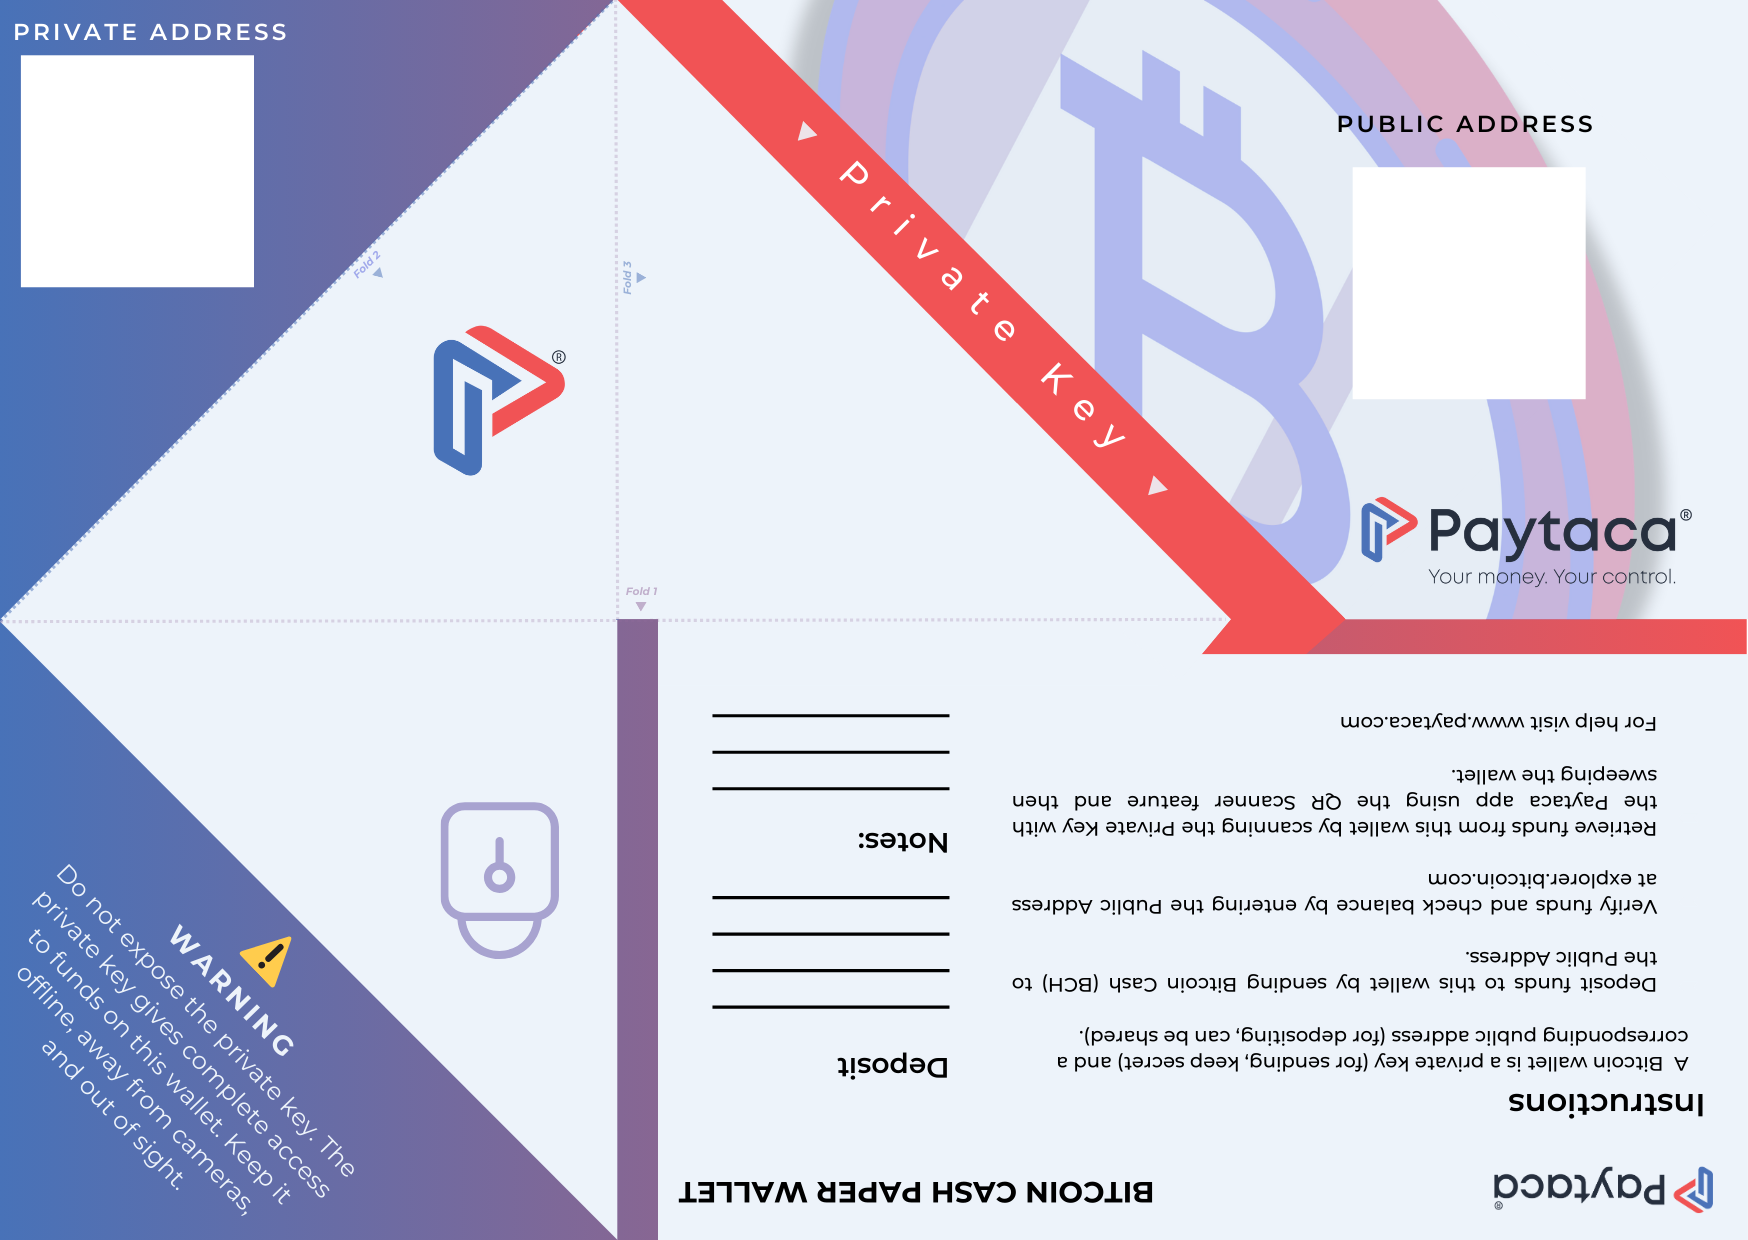 PRIVATE ADDRESS
PUBLIC ADDRESS
Private Key
Fold 2
Fold 3
Fold 1
®
Paytaca®
Your money. Your control.
WARNING
Do not expose the private key. The
private key gives complete access
to funds on this wallet. Keep it
offline, away from cameras,
and out of sight.
Paytaca®
BITCOIN CASH PAPER WALLET
Instructions
A Bitcoin wallet is a private key (for sending, keep secret) and a
corresponding public address (for depositing, can be shared).
Deposit funds to this wallet by sending Bitcoin Cash (BCH) to
the Public Address.
Verify funds and check balance by entering the Public Address
at explorer.bitcoin.com
Retrieve funds from this wallet by scanning the Private Key with
the Paytaca app using the QR Scanner feature and then
sweeping the wallet.
For help visit www.paytaca.com
Deposit
Notes: